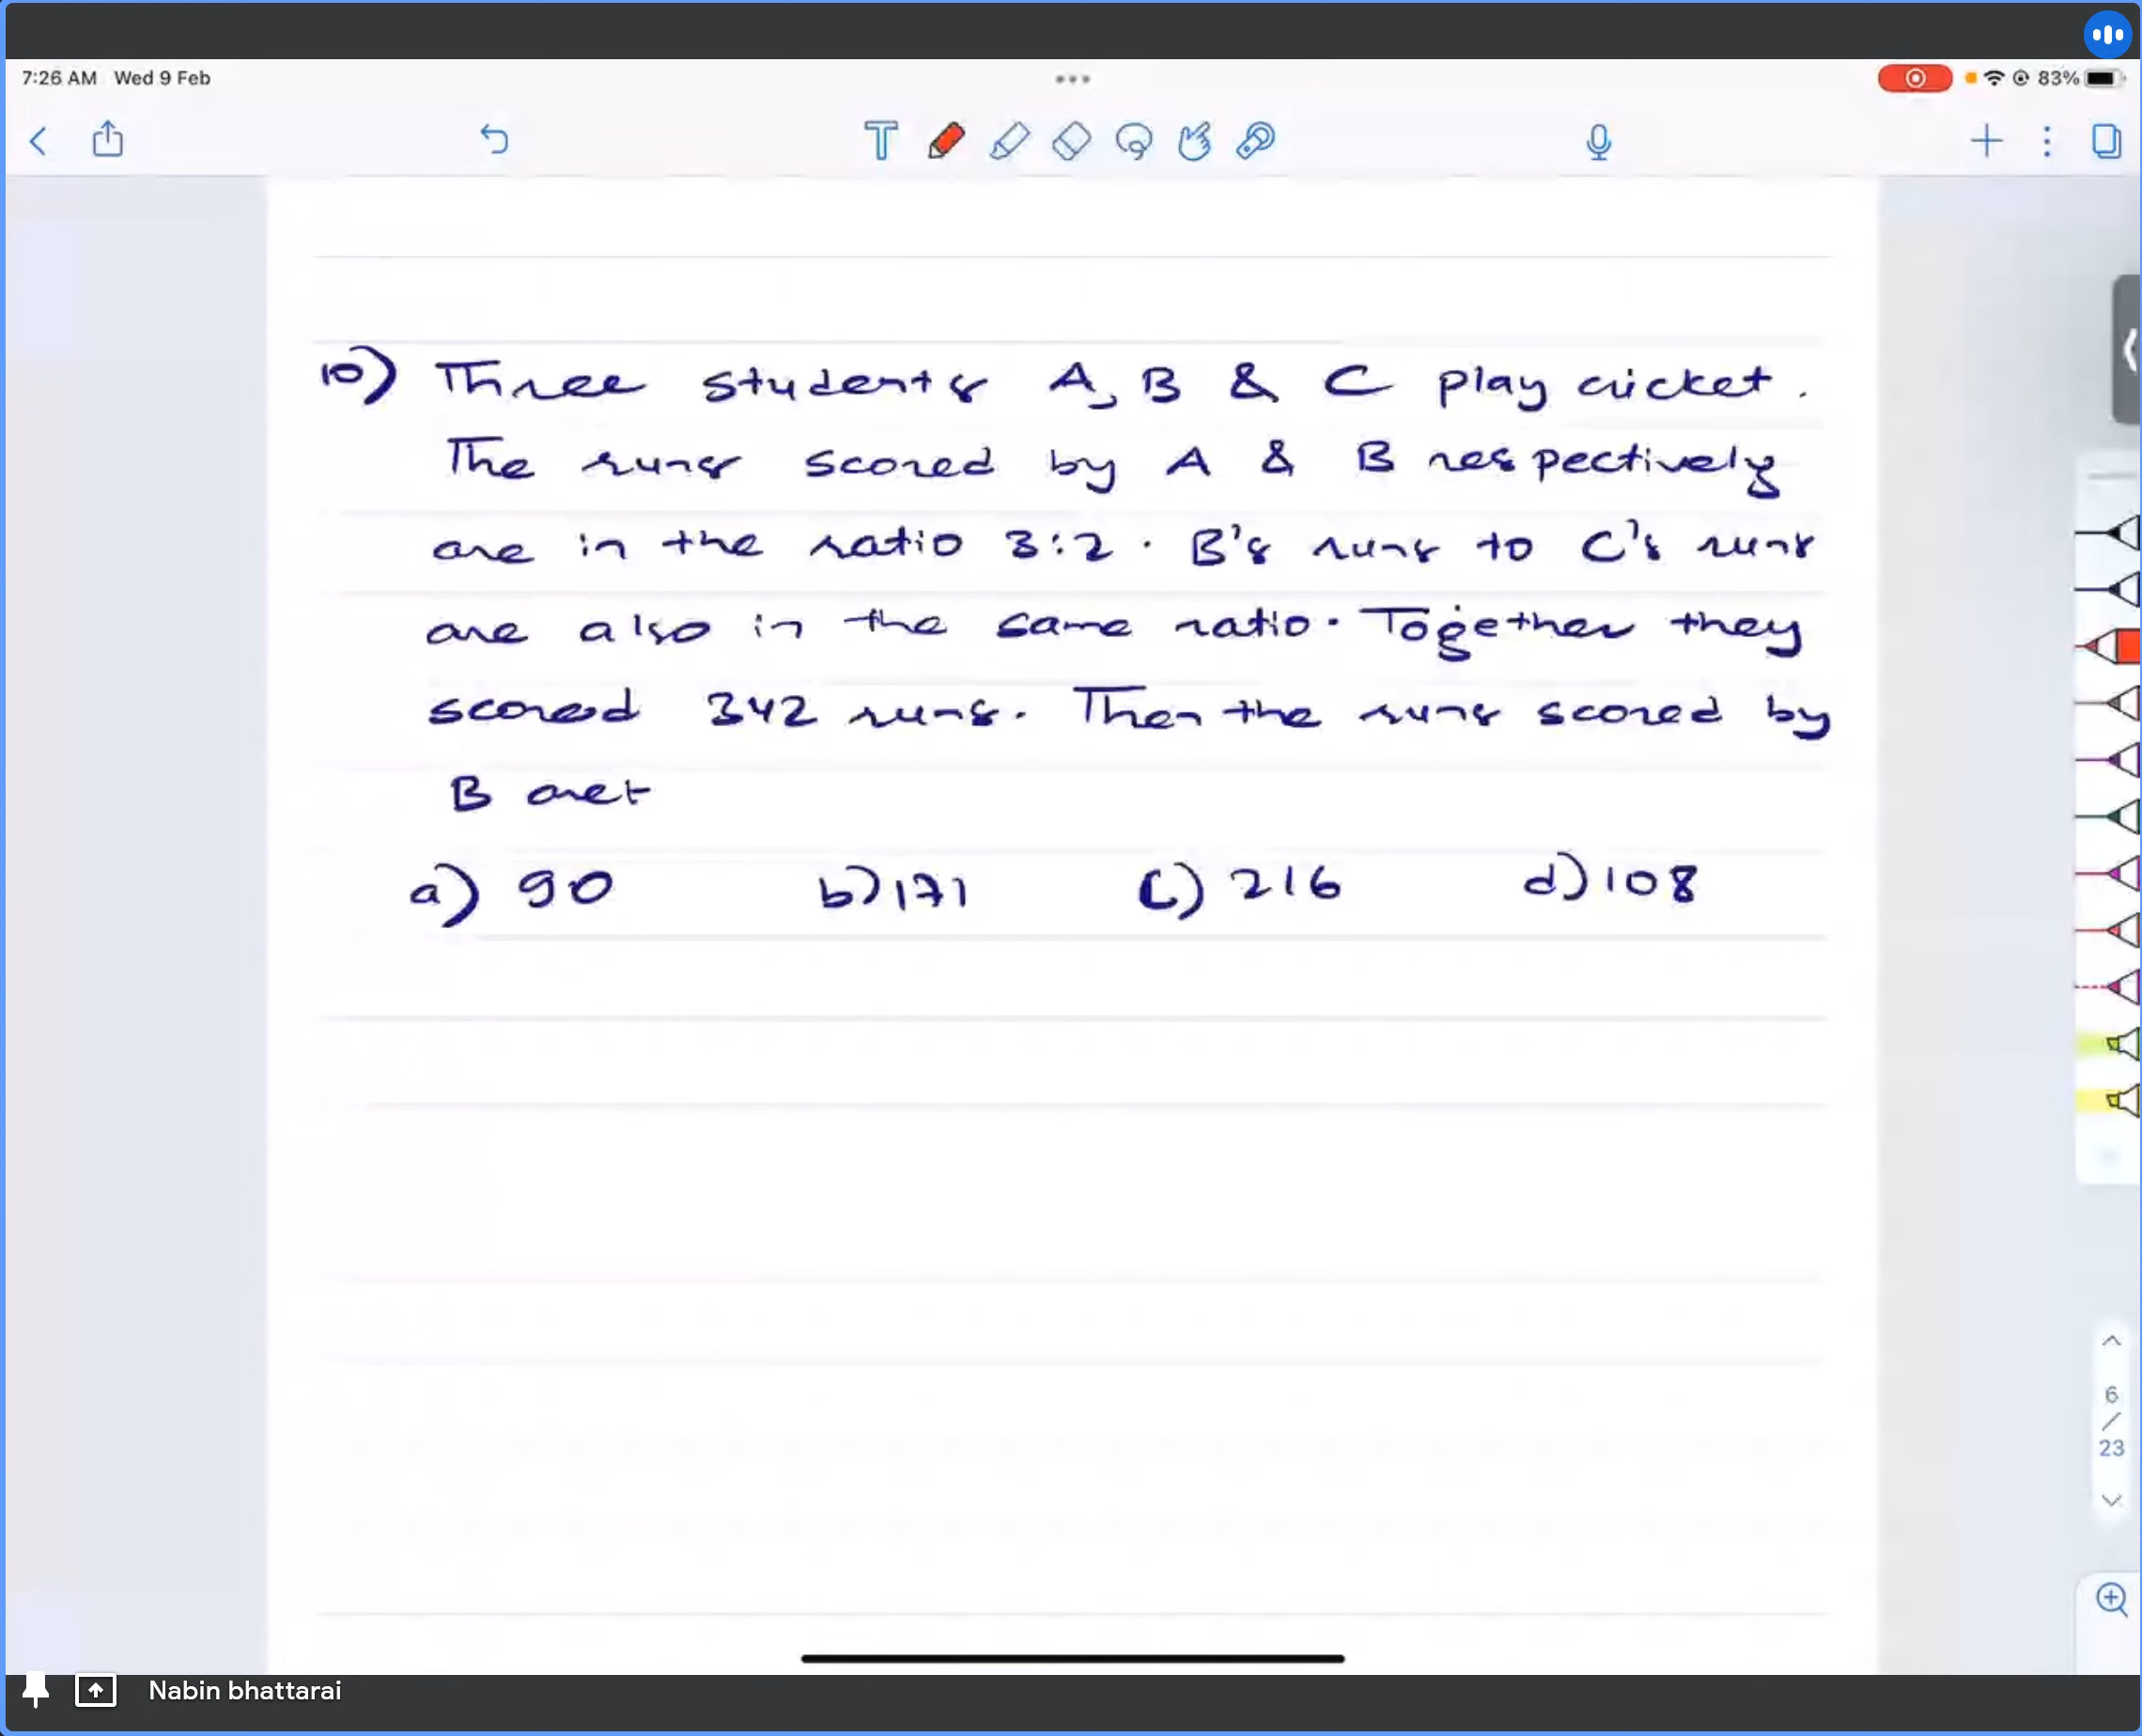 7:26 AM Wed 9 Feb
83%
T
10) Three students A, B & C play cricket.
The runs scored by A & B respectively
are in the ratio 3:2. B's runs to C's runs
are also in the same ratio. Together they
scored 342 runs. Then the runs scored by
B are
a) 90 b) 171 c) 216 d) 108
6
/
23
Nabin bhattarai